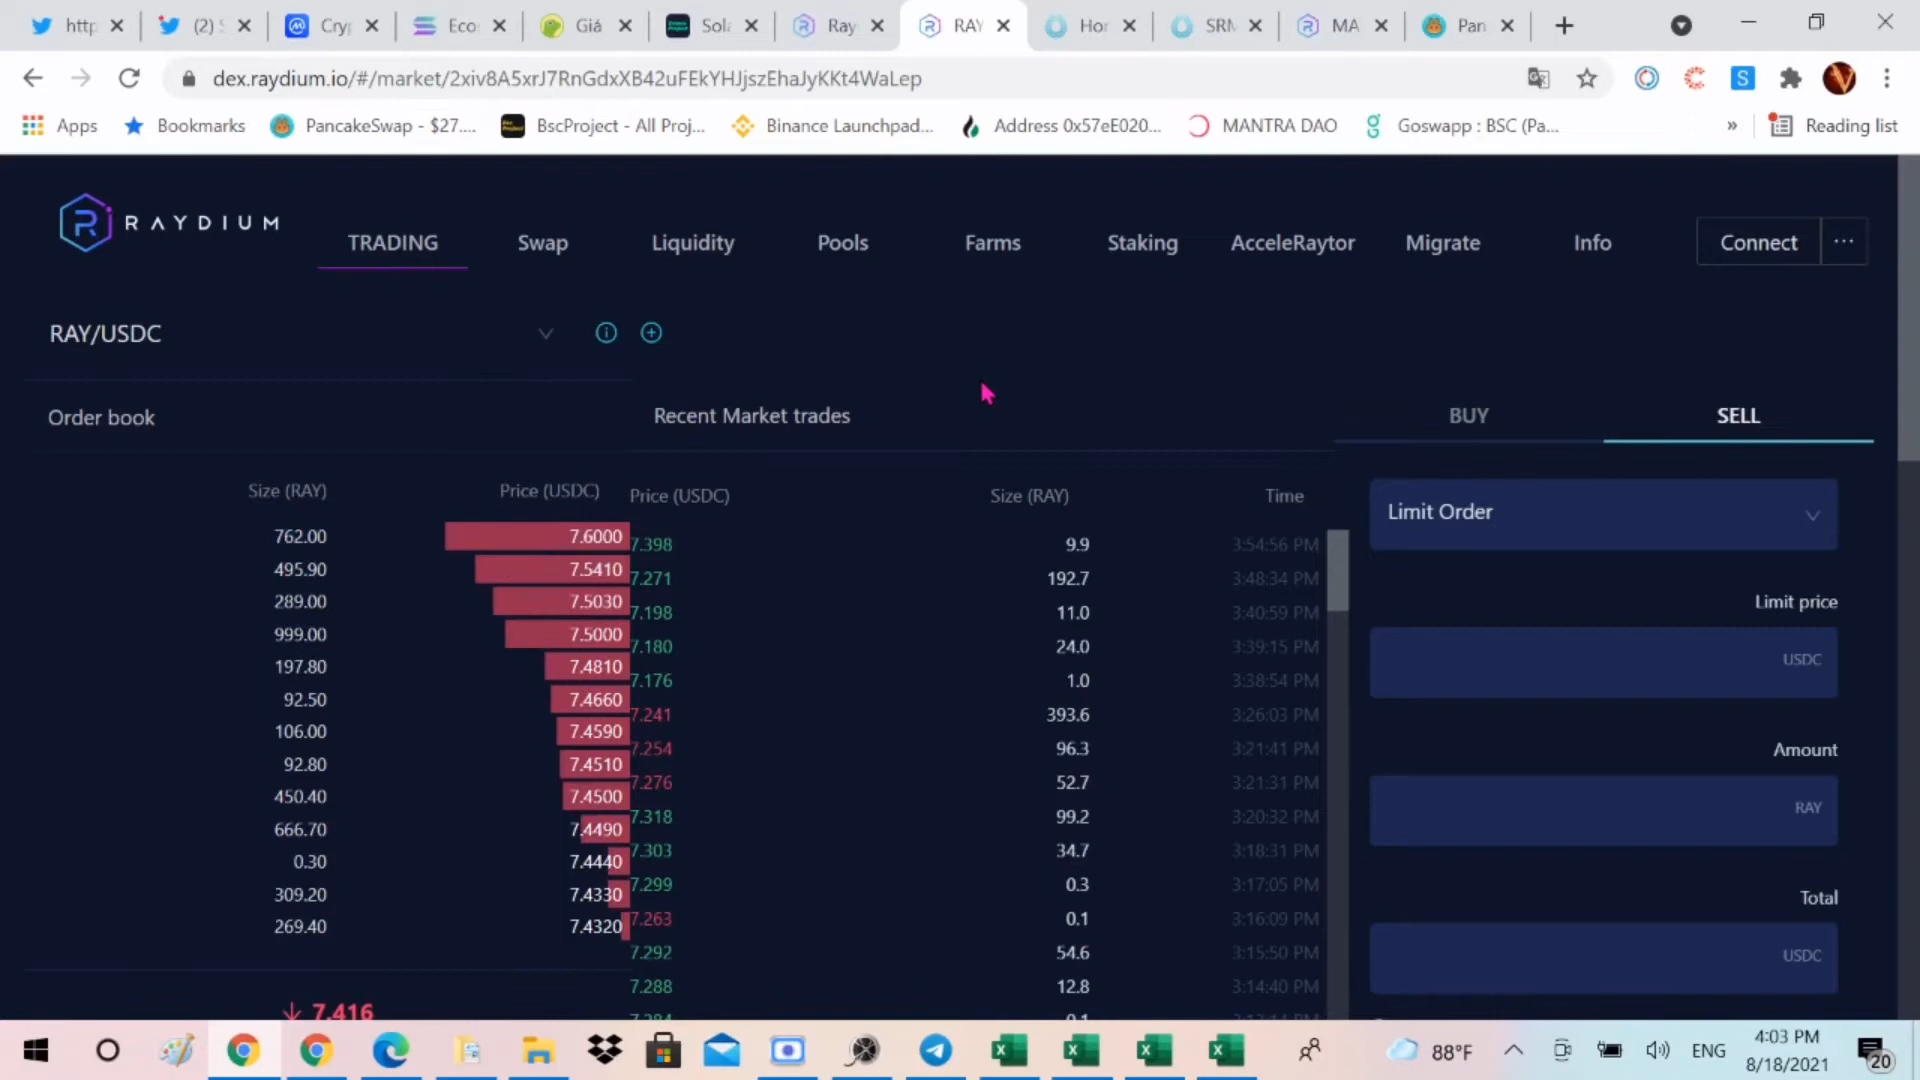 http
(2) S
Cryp
Eco
Giá
Sola
Ray
RAY
Hor
SRM
MA
Pan
dex.raydium.io/#/market/2xiv8A5xrJ7RnGdxXB42uFEkYHJjszEhaJyKKt4WaLep
Apps
Bookmarks
PancakeSwap - $27....
BscProject - All Proj...
Binance Launchpad...
Address 0x57eE020...
MANTRA DAO
Goswapp : BSC (Pa...
»
Reading list
RAYDIUM
TRADING
Swap
Liquidity
Pools
Farms
Staking
AcceleRaytor
Migrate
Info
Connect
...
RAY/USDC
Order book
Recent Market trades
BUY
SELL
Size (RAY) Price (USDC)
762.00 7.6000
495.90 7.5410
289.00 7.5030
999.00 7.5000
197.80 7.4810
92.50 7.4660
106.00 7.4590
92.80 7.4510
450.40 7.4500
666.70 7.4490
0.30 7.4440
309.20 7.4330
269.40 7.4320
7.416
Price (USDC) Size (RAY) Time
7.398 9.9 3:54:56 PM
7.271 192.7 3:48:34 PM
7.198 11.0 3:40:59 PM
7.180 24.0 3:39:15 PM
7.176 1.0 3:38:54 PM
7.241 393.6 3:26:03 PM
7.254 96.3 3:21:41 PM
7.276 52.7 3:21:31 PM
7.318 99.2 3:20:32 PM
7.303 34.7 3:18:31 PM
7.299 0.3 3:17:05 PM
7.263 0.1 3:16:09 PM
7.292 54.6 3:15:50 PM
7.288 12.8 3:14:40 PM
Limit Order
Limit price
USDC
Amount
RAY
Total
USDC
88°F
ENG
4:03 PM
8/18/2021
20